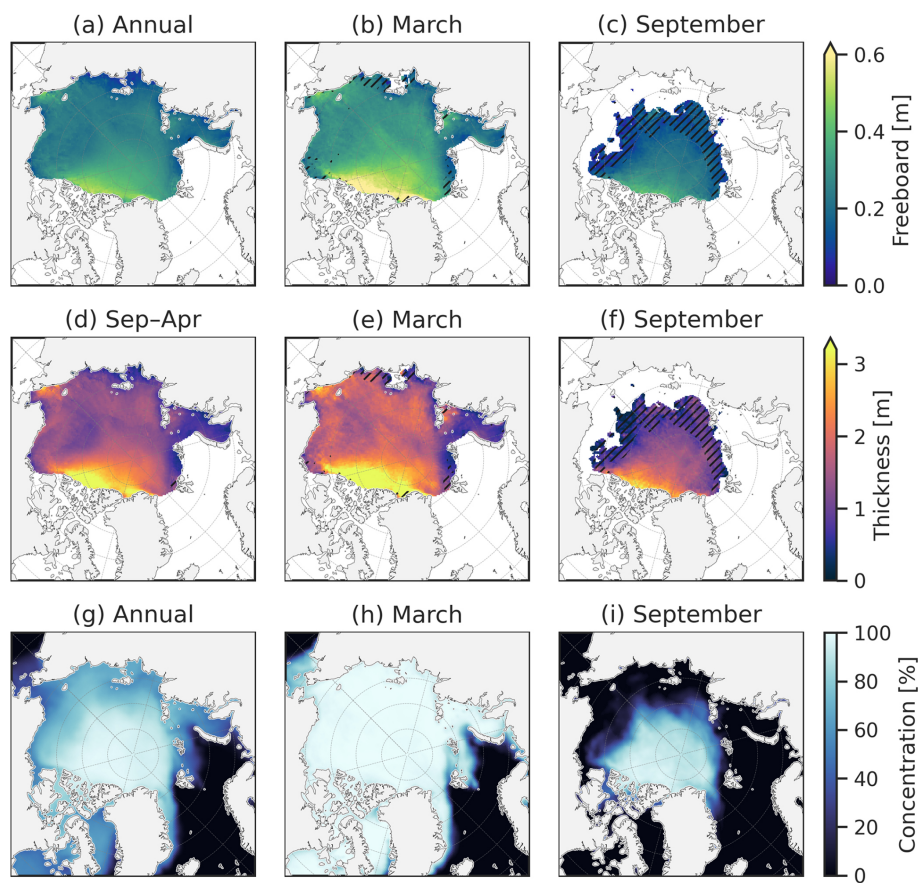 (a) Annual
(b) March
(c) September
0.6
0.4
0.2
0.0
Freeboard [m]
(d) Sep–Apr
(e) March
(f) September
3
2
1
0
Thickness [m]
(g) Annual
(h) March
(i) September
100
80
60
40
20
0
Concentration [%]